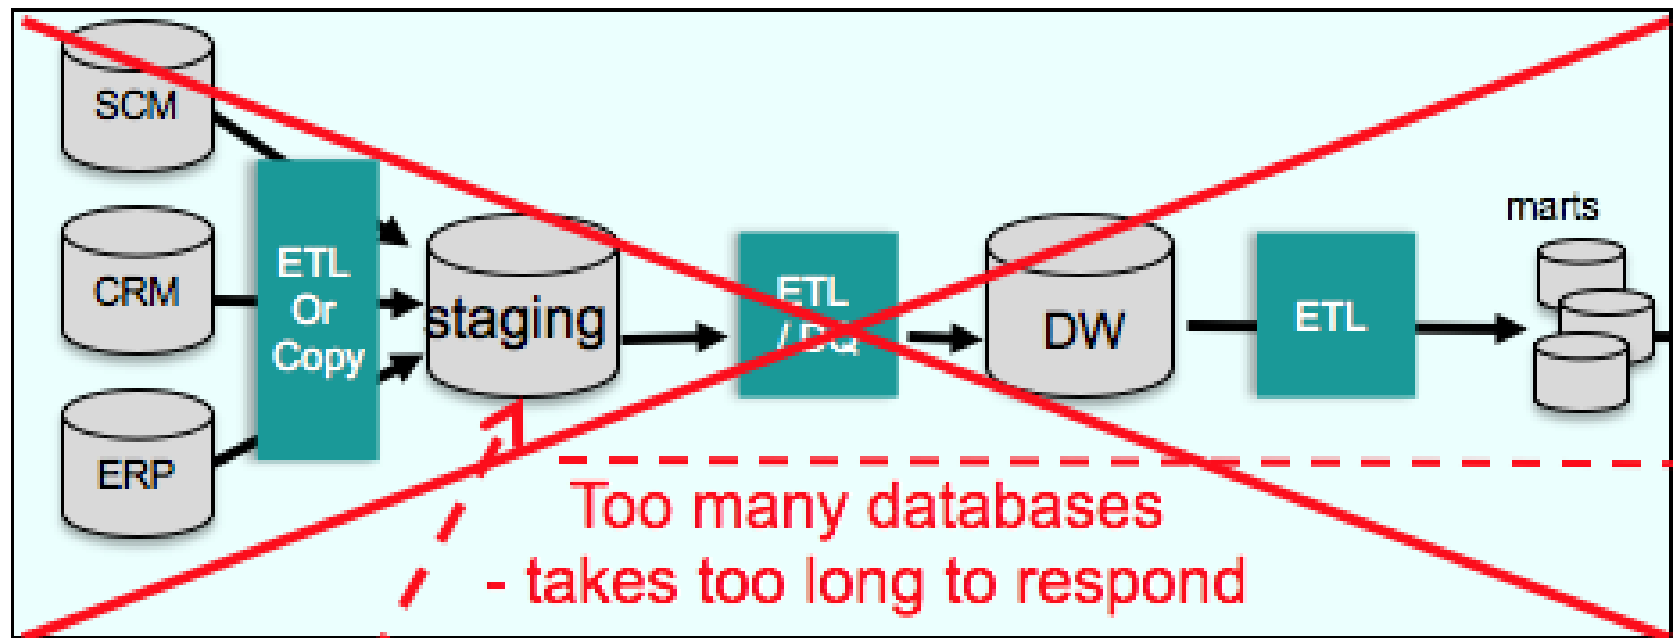 SCM
CRM
ERP
ETL
Or
Copy
staging
ETL
/ DQ
DW
ETL
marts
Too many databases
- takes too long to respond